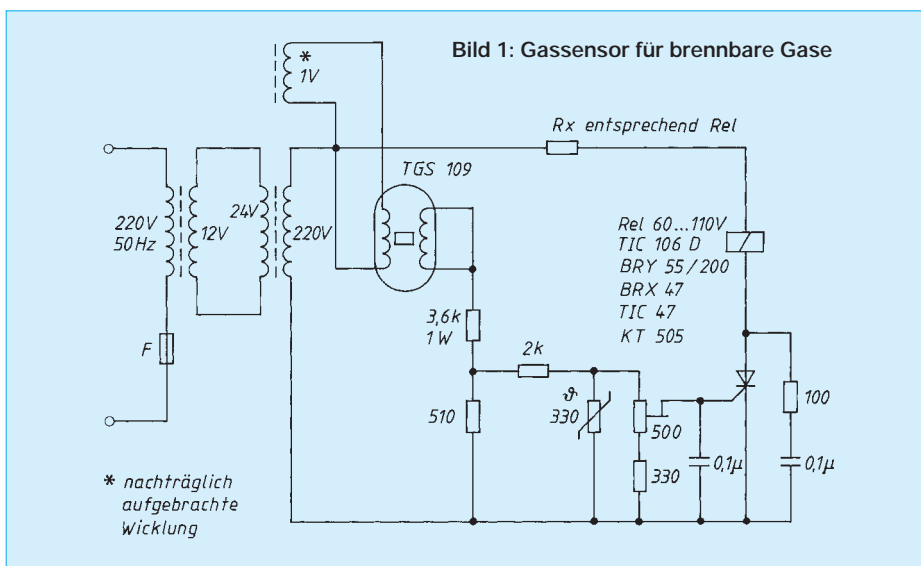 Bild 1: Gassensor für brennbare Gase
*
1V
Rx entsprechend Rel
TGS 109
220V
50Hz
12V
24V
220V
Rel 60...110V
TIC 106 D
BRY 55/200
BRX 47
TIC 47
KT 505
F
3,6k
1W
2k
510
ϑ
330
500
330
0,1µ
100
0,1µ
* nachträglich
aufgebrachte
Wicklung